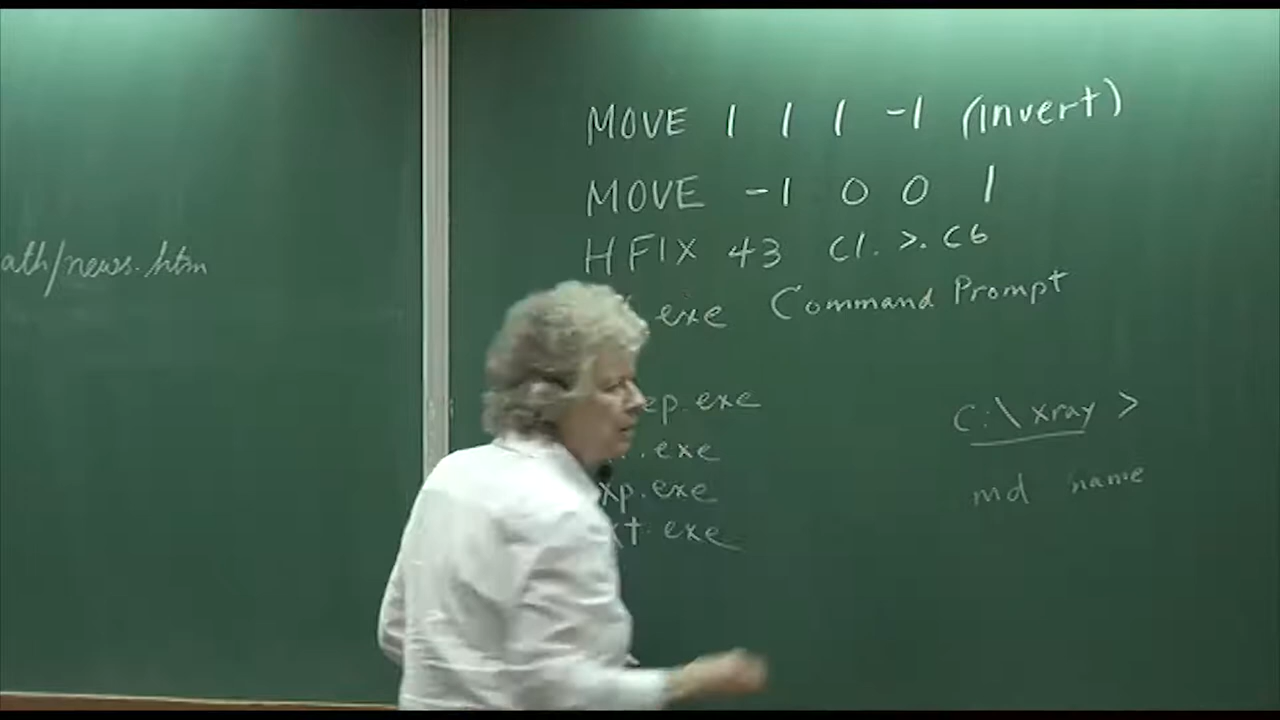 ath/news.htm
MOVE 1 1 1 -1 (invert)
MOVE -1 0 0 1
HFIX 43 C1 > C6
.exe Command Prompt
ep.exe
.exe
xp.exe
t.exe
C:\xray >
md name